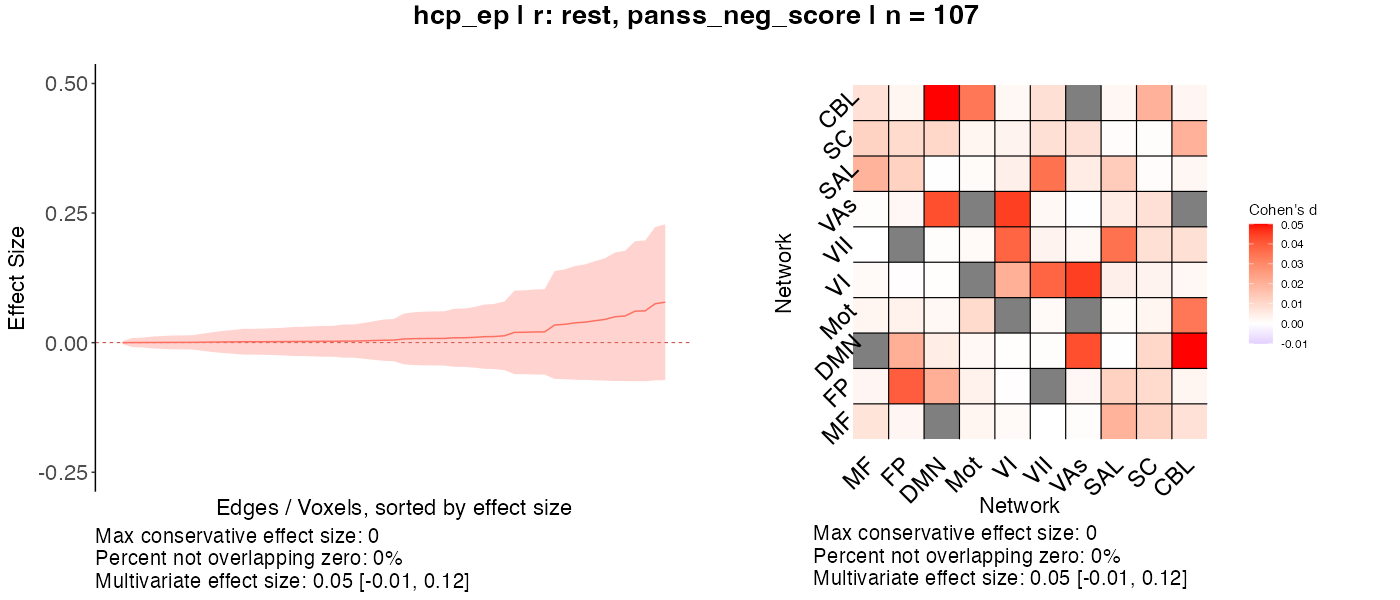 hcp_ep | r: rest, panss_neg_score | n = 107
Effect Size
0.50
0.25
0.00
-0.25
Edges / Voxels, sorted by effect size
Max conservative effect size: 0
Percent not overlapping zero: 0%
Multivariate effect size: 0.05 [-0.01, 0.12]
Network
CBL
SC
SAL
VAs
VII
VI
Mot
DMN
FP
MF
MF
FP
DMN
Mot
VI
VII
VAs
SAL
SC
CBL
Network
Max conservative effect size: 0
Percent not overlapping zero: 0%
Multivariate effect size: 0.05 [-0.01, 0.12]
Cohen's d
0.05
0.04
0.03
0.02
0.01
0.00
-0.01